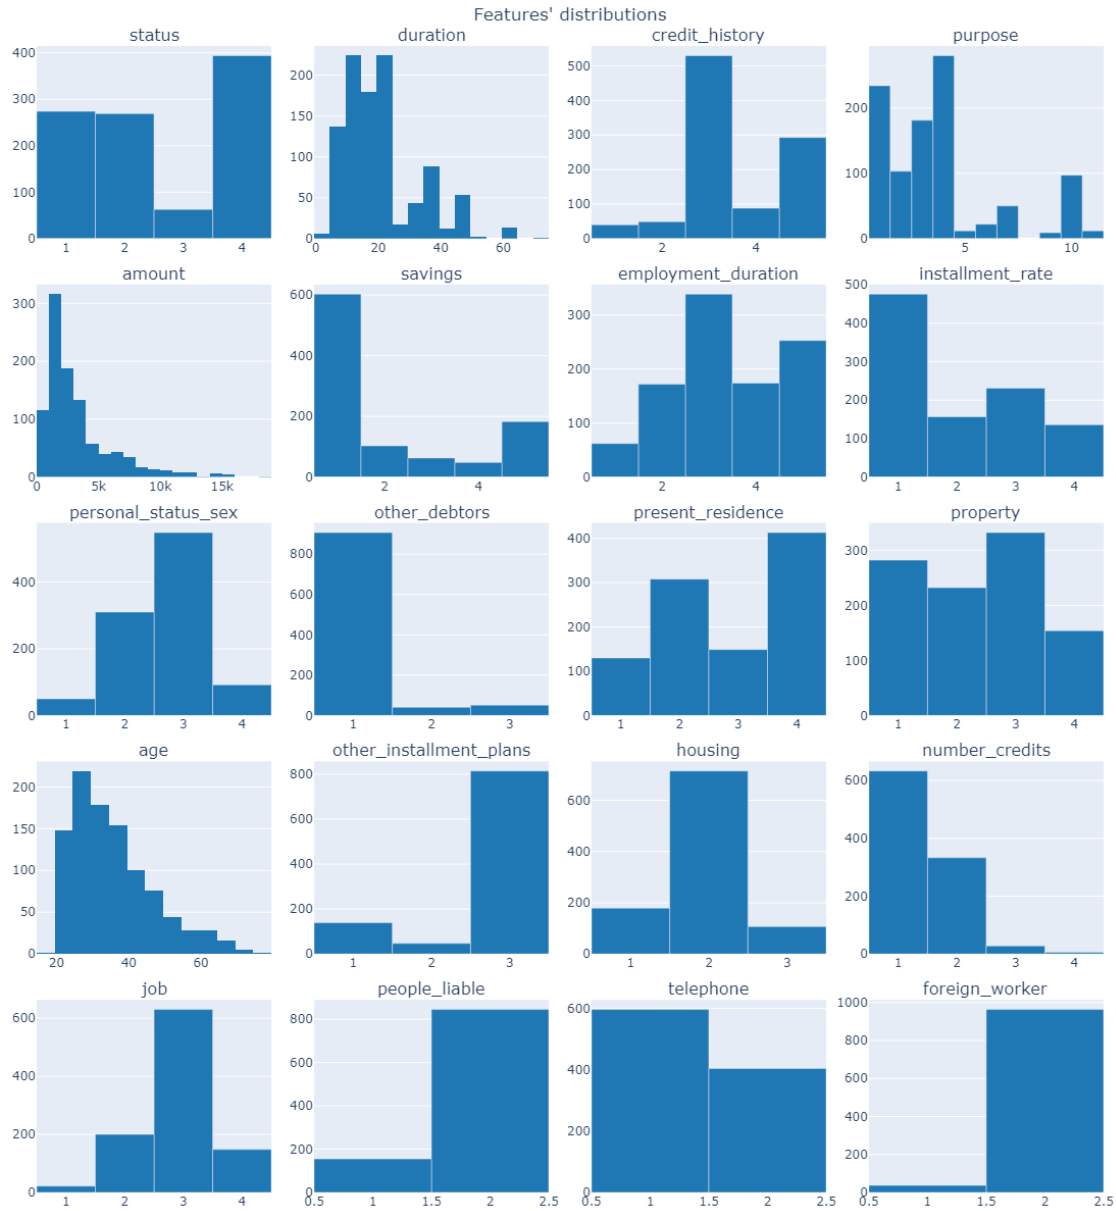 Features' distributions
status
duration
credit_history
purpose
400
300
200
100
0
1 2 3 4
200
150
100
50
0
0 20 40 60
500
400
300
200
100
0
2 4
200
100
0
5 10
amount
savings
employment_duration
installment_rate
300
200
100
0
0 5k 10k 15k
600
400
200
0
2 4
300
200
100
0
2 4
500
400
300
200
100
0
1 2 3 4
personal_status_sex
other_debtors
present_residence
property
400
200
0
1 2 3 4
800
600
400
200
0
1 2 3
400
300
200
100
0
1 2 3 4
300
200
100
0
1 2 3 4
age
other_installment_plans
housing
number_credits
200
150
100
50
0
20 40 60
800
600
400
200
0
1 2 3
600
400
200
0
1 2 3
600
400
200
0
1 2 3 4
job
people_liable
telephone
foreign_worker
600
400
200
0
1 2 3 4
800
600
400
200
0
0.5 1 1.5 2 2.5
600
400
200
0
0.5 1 1.5 2 2.5
1000
800
600
400
200
0
0.5 1 1.5 2 2.5